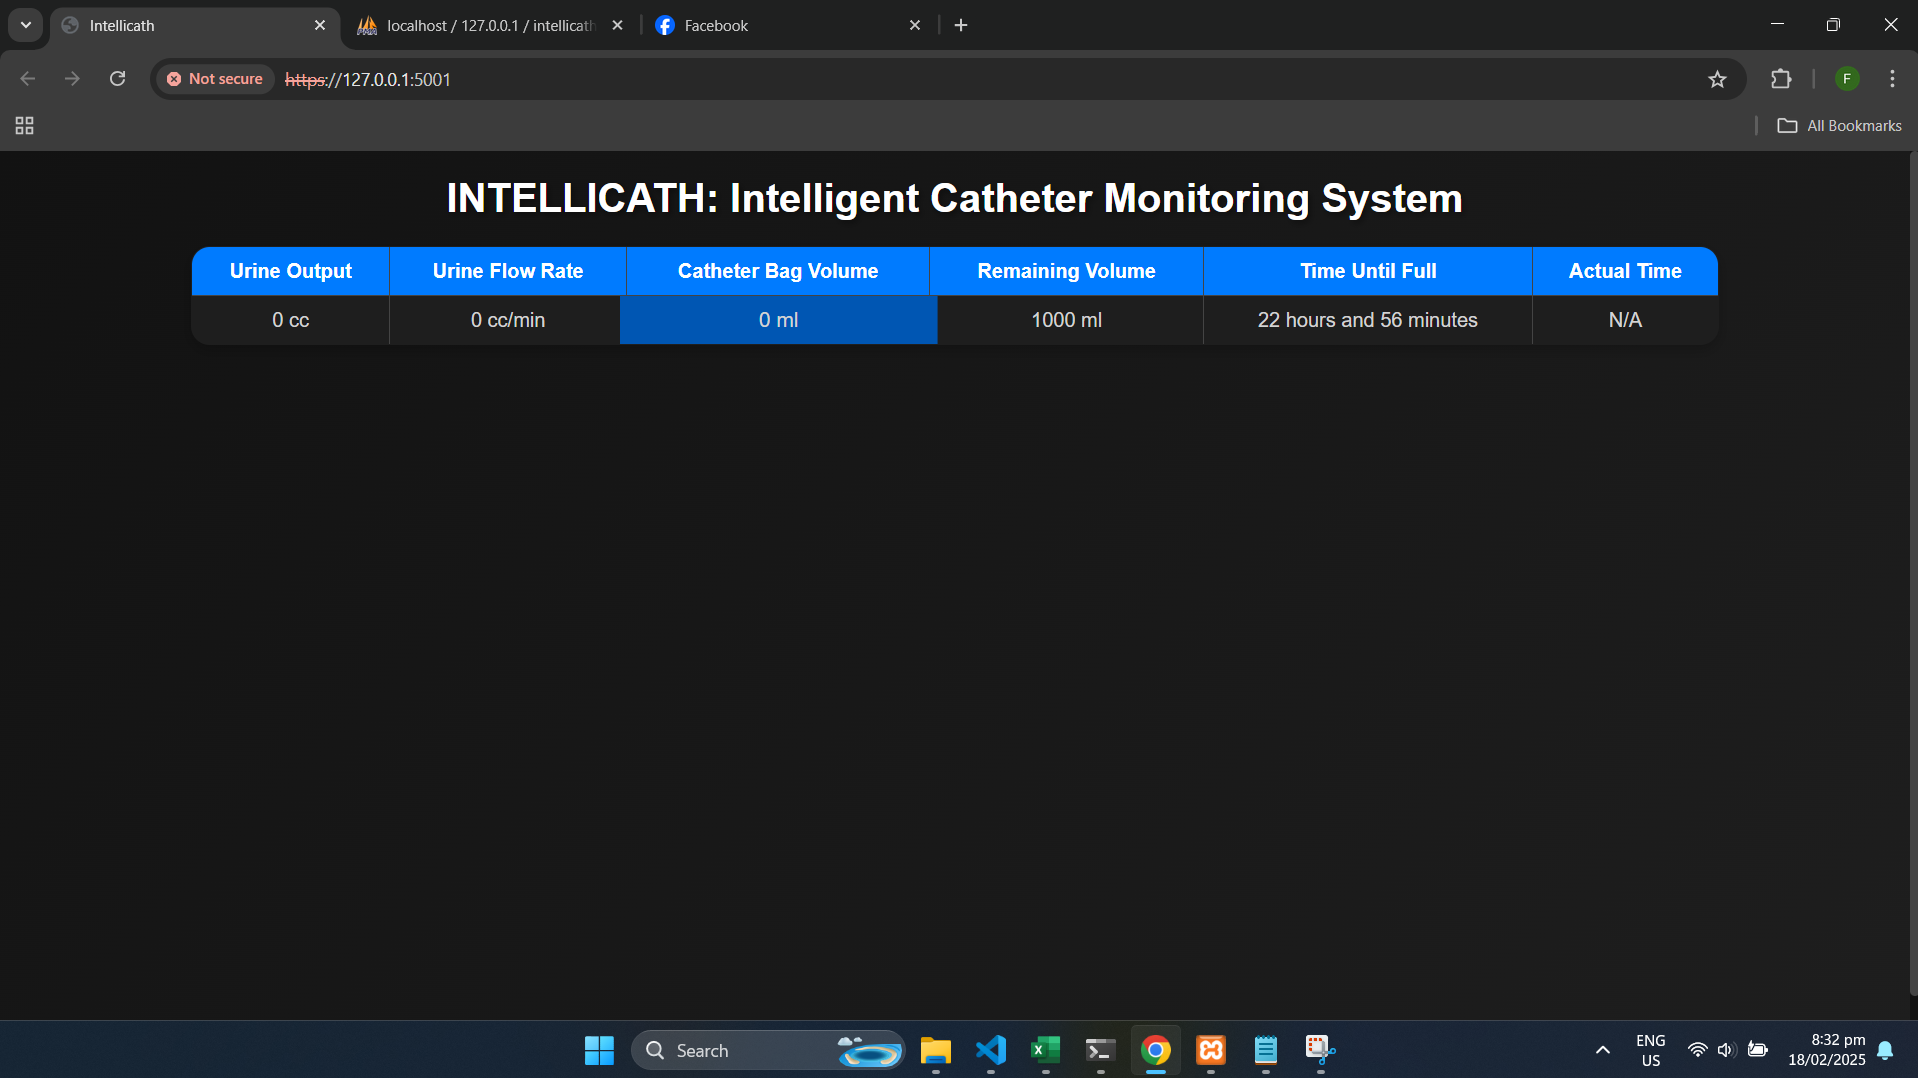 Intellicath
localhost / 127.0.0.1 / intellicath
Facebook
Not secure
https://127.0.0.1:5001
F
All Bookmarks
INTELLICATH: Intelligent Catheter Monitoring System
Urine Output Urine Flow Rate Catheter Bag Volume Remaining Volume Time Until Full Actual Time
0 cc 0 cc/min 0 ml 1000 ml 22 hours and 56 minutes N/A
Search
ENG
US
8:32 pm
18/02/2025